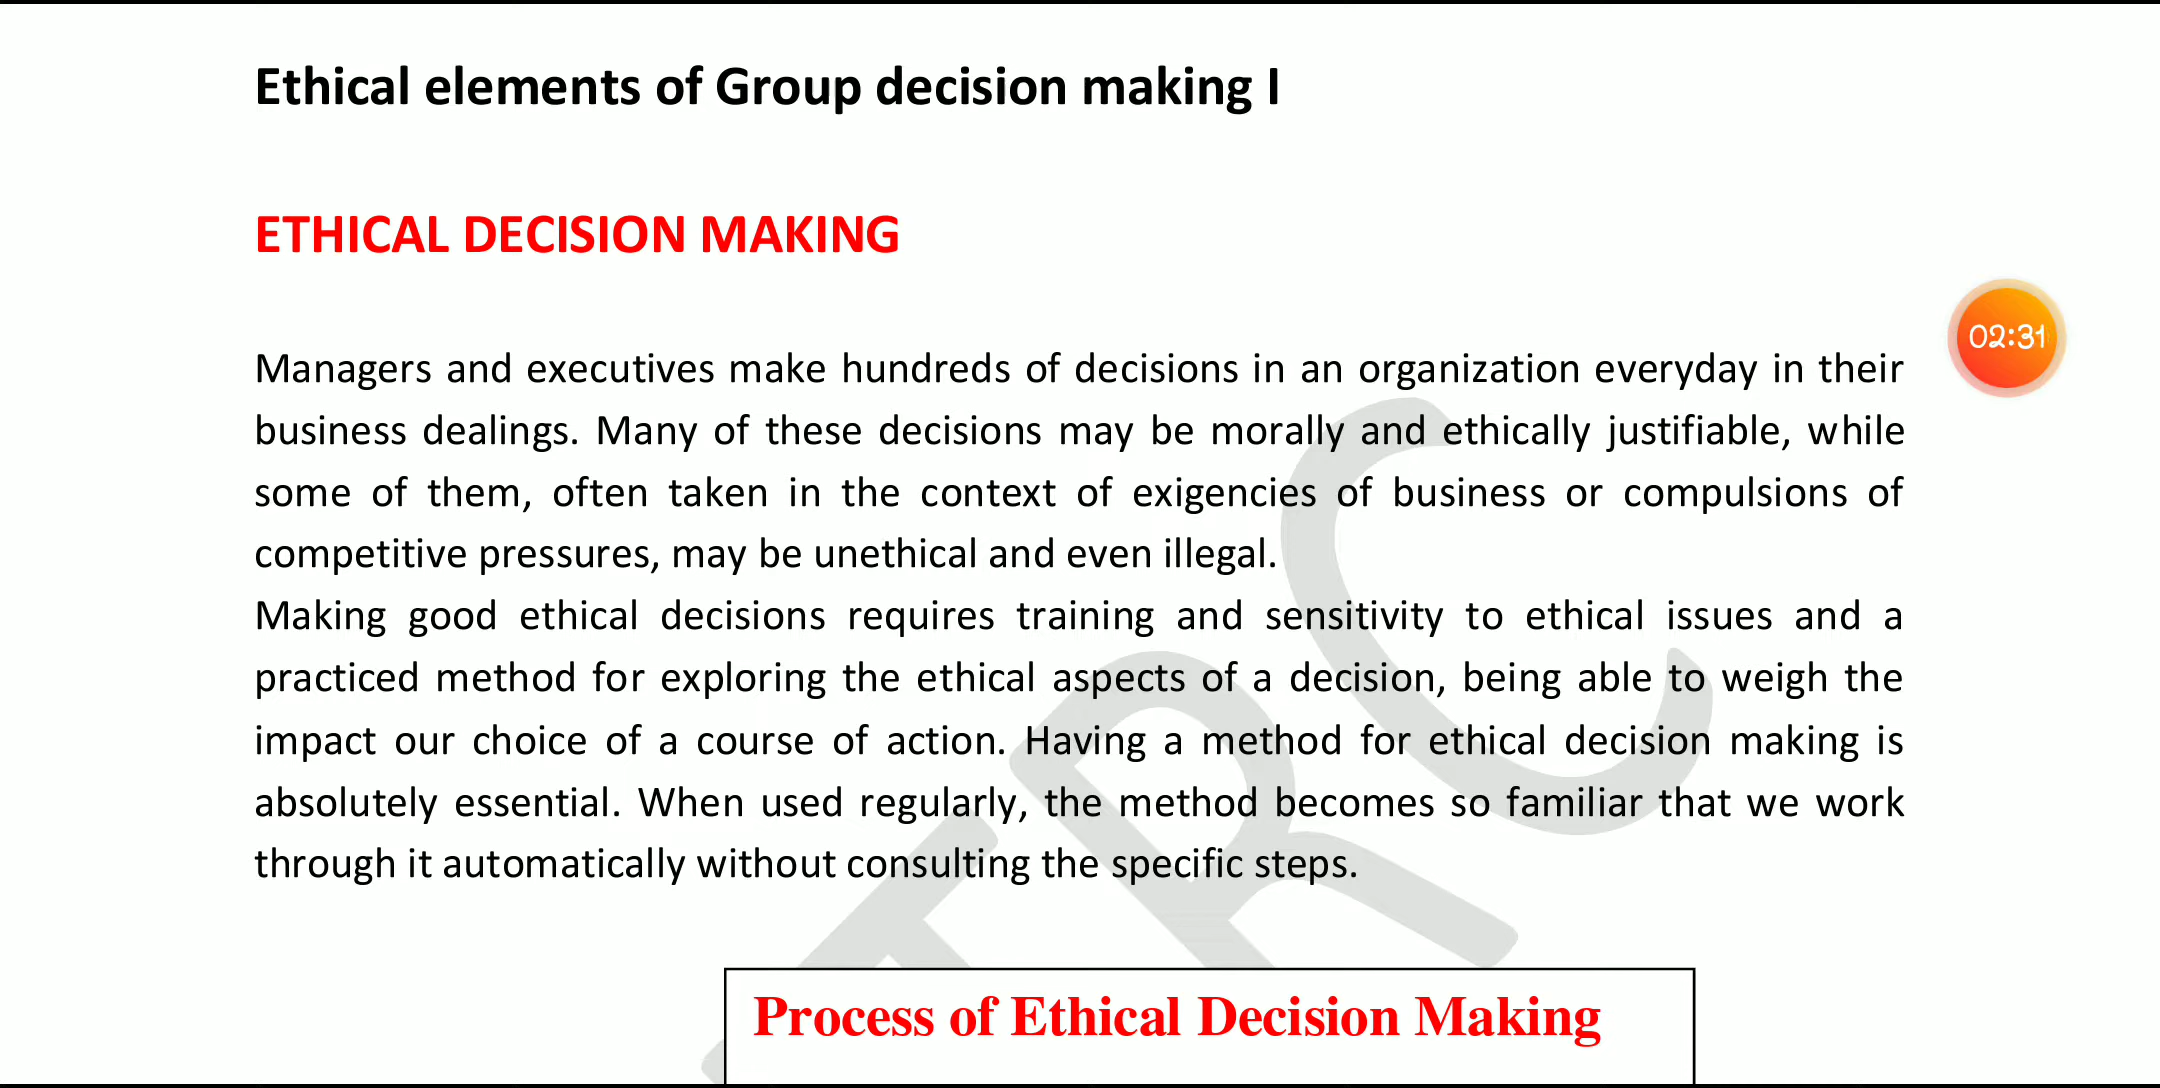 Ethical elements of Group decision making I
ETHICAL DECISION MAKING
02:31
Managers and executives make hundreds of decisions in an organization everyday in their
business dealings. Many of these decisions may be morally and ethically justifiable, while
some of them, often taken in the context of exigencies of business or compulsions of
competitive pressures, may be unethical and even illegal.
Making good ethical decisions requires training and sensitivity to ethical issues and a
practiced method for exploring the ethical aspects of a decision, being able to weigh the
impact our choice of a course of action. Having a method for ethical decision making is
absolutely essential. When used regularly, the method becomes so familiar that we work
through it automatically without consulting the specific steps.
TRC
Process of Ethical Decision Making